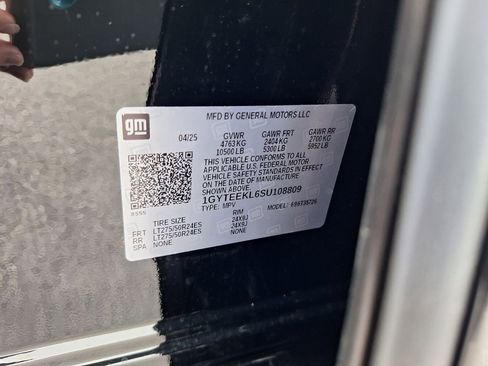 MFD BY GENERAL MOTORS LLC
gm
04/25 GVWR GAWR FRT GAWR RR
4763 KG 2404 KG 2700 KG
10500 LB 5300 LB 5952 LB
THIS VEHICLE CONFORMS TO ALL
APPLICABLE U.S. FEDERAL MOTOR
VEHICLE SAFETY STANDARDS IN EFFECT
ON THE DATE OF MANUFACTURE
SHOWN ABOVE.
1GYTEEKL6SU108809
TYPE: MPV MODEL:
TIRE SIZE RIM
FRT LT275/50R24ES 24X9J
RR LT275/50R24ES 24X9J
SPA NONE NONE